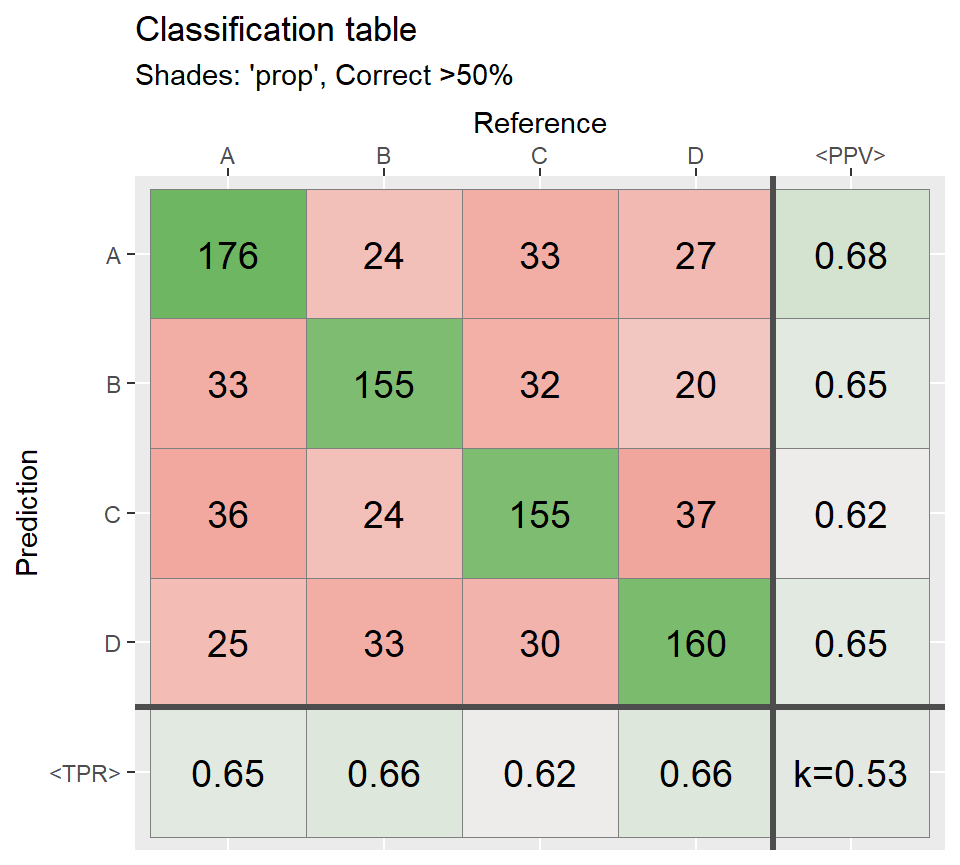 Classification table
Shades: 'prop', Correct >50%
Reference
A B C D <PPV>
A 176 24 33 27 0.68
B 33 155 32 20 0.65
Prediction
C 36 24 155 37 0.62
D 25 33 30 160 0.65
<TPR> 0.65 0.66 0.62 0.66 k=0.53